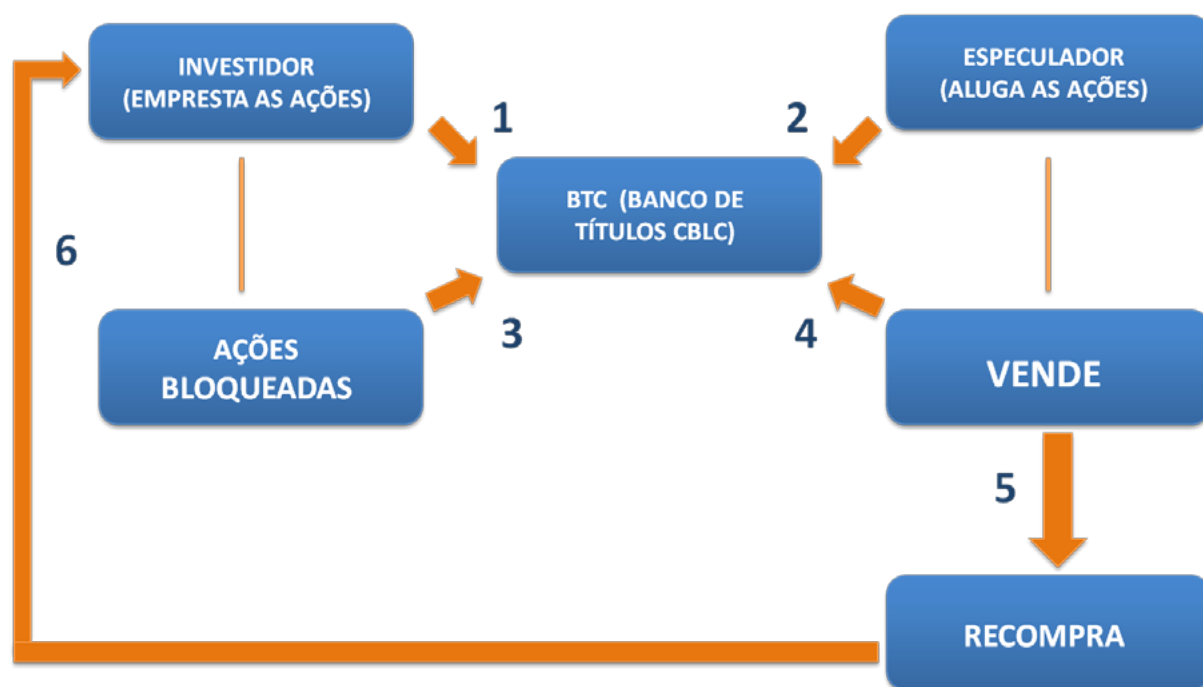 INVESTIDOR
(EMPRESTA AS AÇÕES)
ESPECULADOR
(ALUGA AS AÇÕES)
1
2
BTC (BANCO DE
TÍTULOS CBLC)
6
3
4
AÇÕES
BLOQUEADAS
VENDE
5
RECOMPRA